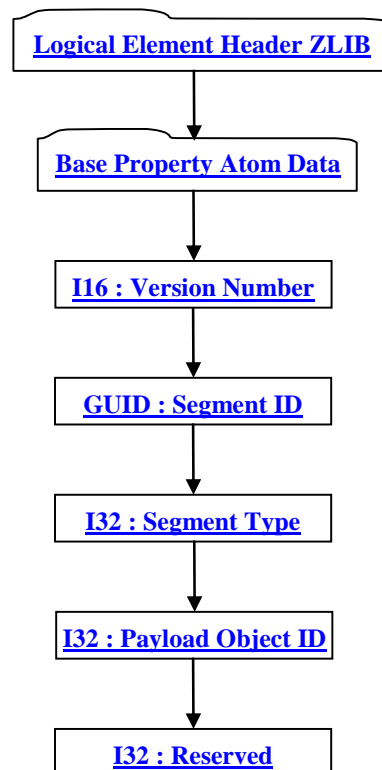 Logical Element Header ZLIB
Base Property Atom Data
I16 : Version Number
GUID : Segment ID
I32 : Segment Type
I32 : Payload Object ID
I32 : Reserved